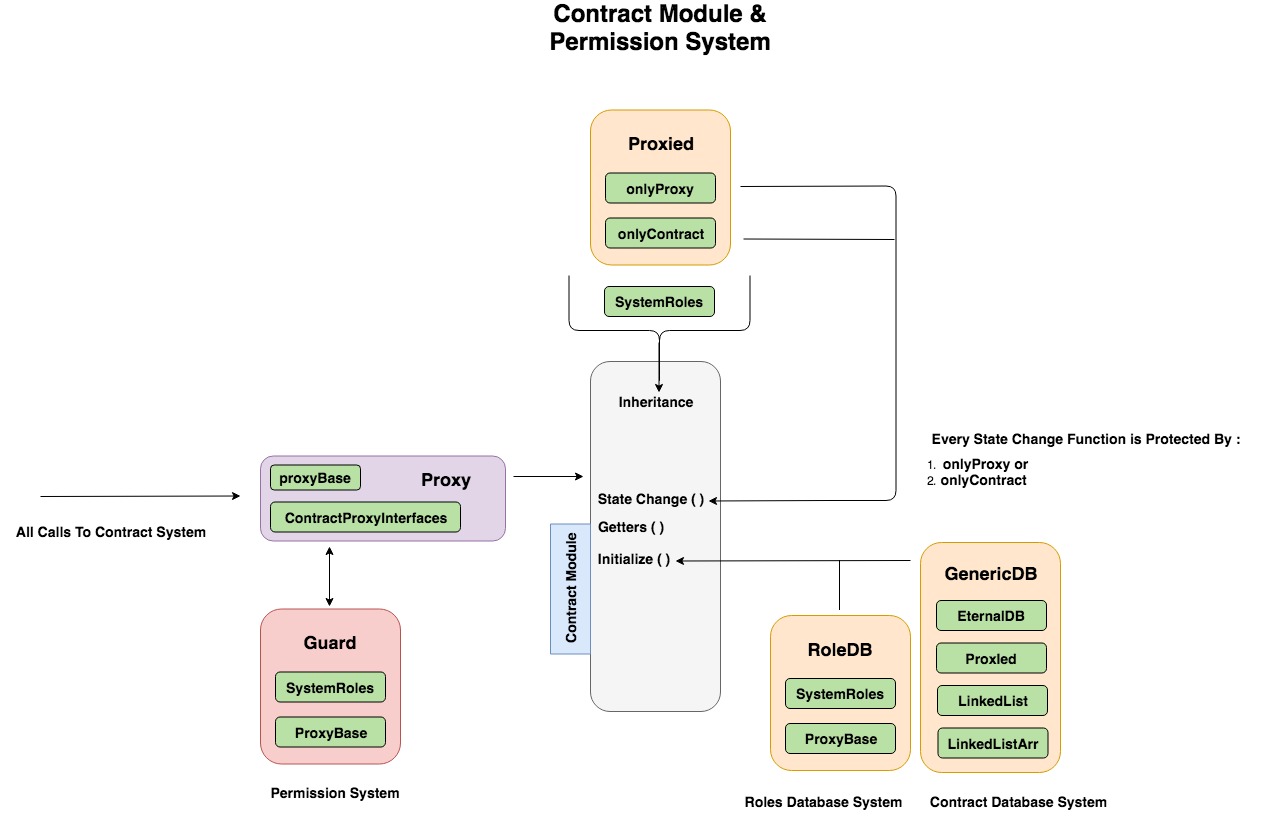 Contract Module &
Permission System
Proxied
onlyProxy
onlyContract
SystemRoles
Inheritance
Every State Change Function is Protected By :
1. onlyProxy or
2. onlyContract
proxyBase
Proxy
ContractProxyInterfaces
All Calls To Contract System
State Change ( )
Getters ( )
Initialize ( )
Contract Module
Guard
SystemRoles
ProxyBase
Permission System
RoleDB
SystemRoles
ProxyBase
Roles Database System
GenericDB
EternalDB
ProxIed
LinkedList
LinkedListArr
Contract Database System